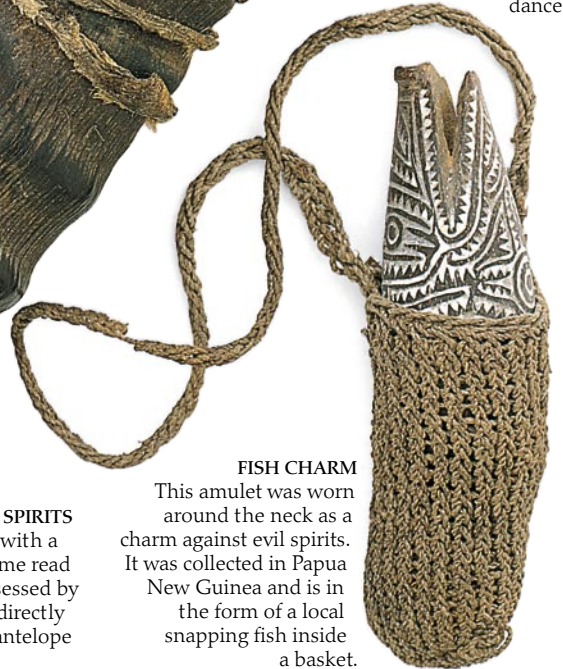 dance
SPIRITS
with a
me read
sessed by
directly
antelope
FISH CHARM
This amulet was worn
around the neck as a
charm against evil spirits.
It was collected in Papua
New Guinea and is in
the form of a local
snapping fish inside
a basket.